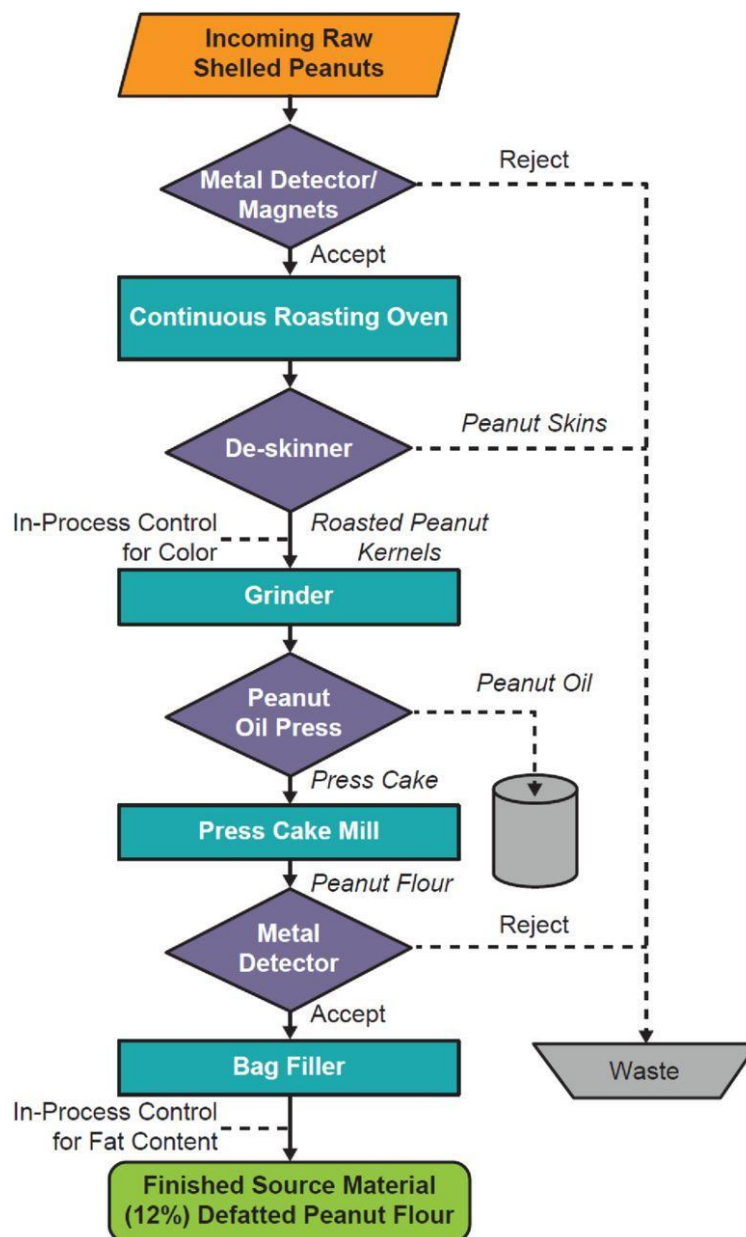 Incoming Raw
Shelled Peanuts
Metal Detector/
Magnets
Reject
Accept
Continuous Roasting Oven
De-skinner
Peanut Skins
In-Process Control
for Color
Roasted Peanut
Kernels
Grinder
Peanut
Oil Press
Peanut Oil
Press Cake
Press Cake Mill
Peanut Flour
Metal
Detector
Reject
Accept
Bag Filler
Waste
In-Process Control
for Fat Content
Finished Source Material
(12%) Defatted Peanut Flour